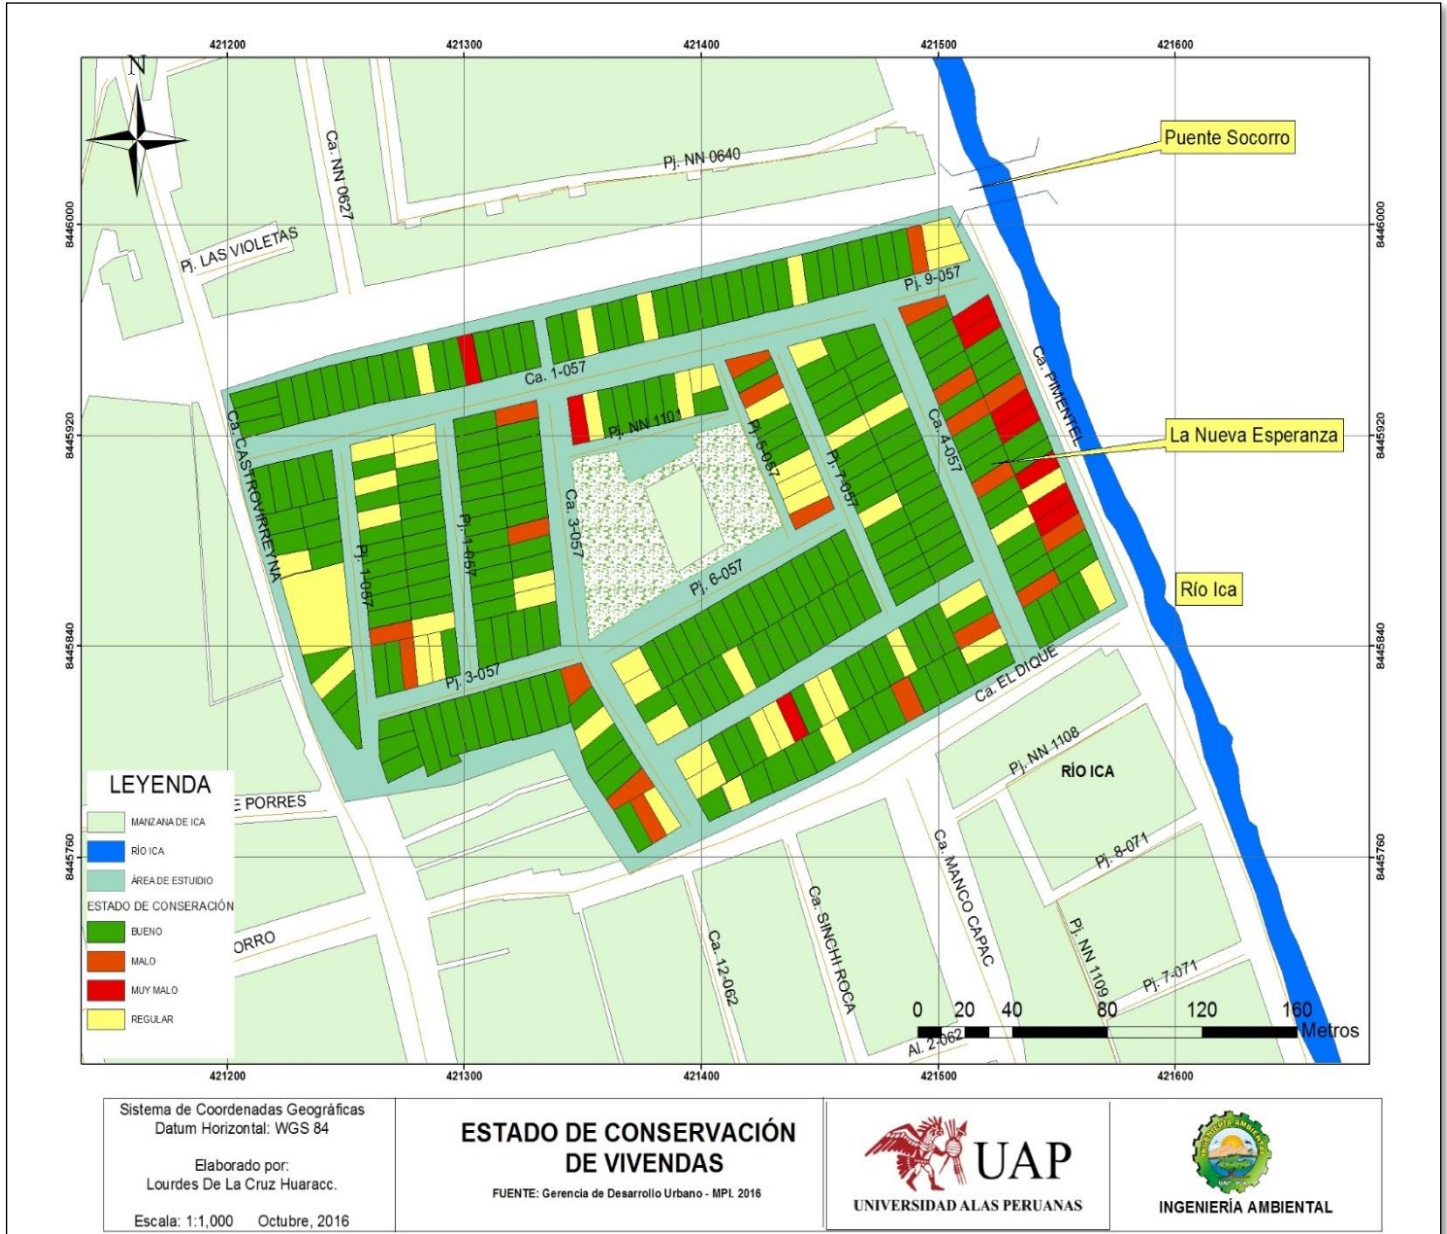 421200
421300
421400
421500
421600
N
Puente Socorro
Ca. NN 0627
Pj. NN 0640
8446000
8446000
Pj. LAS VIOLETAS
Pj. 9-057
Ca. PIMENTEL
Ca. 1-057
Ca. CASTROVIRREYNA
Pj. NN 1101
Pj. 5-057
Ca. 4-057
8445920
8445920
La Nueva Esperanza
Pj. 7-057
Pj. 1-057
Pj. 1-057
Ca. 3-057
Pj. 6-057
Río Ica
8445840
8445840
Pj. 3-057
Ca. EL DIQUE
Pj. NN 1108
RÍO ICA
LEYENDA
E PORRES
MANZANA DE ICA
RÍO ICA
ÁREA DE ESTUIDIO
ESTADO DE CONSERACIÓN
BUENO
MALO
MUY MALO
REGULAR
8445760
8445760
Pj. 8-071
Ca. MANCO CAPAC
Ca. SINCHI ROCA
Ca. 12-062
ORRO
Pj. NN 1109
Pj. 7-071
0 20 40 80 120 160
Metros
Al. 2-062
421200
421300
421400
421500
421600
Sistema de Coordenadas Geográficas
Datum Horizontal: WGS 84
Elaborado por:
Lourdes De La Cruz Huaracc.
Escala: 1:1,000 Octubre, 2016
ESTADO DE CONSERVACIÓN
DE VIVENDAS
FUENTE: Gerencia de Desarrollo Urbano - MPI. 2016
UAP
UNIVERSIDAD ALAS PERUANAS
INGENIERÍA AMBIENTAL
INGENIERÍA AMBIENTAL